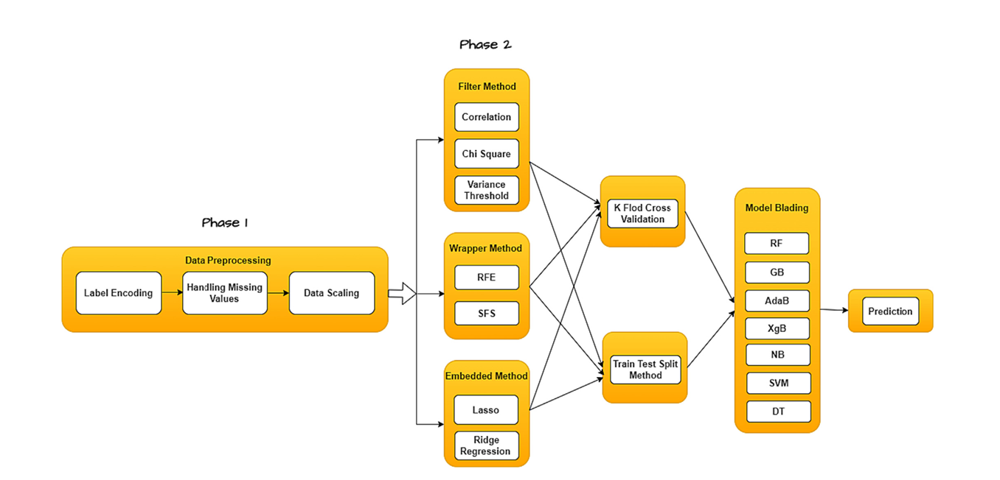 Phase 1
Data Preprocessing
Label Encoding
Handling Missing
Values
Data Scaling
Phase 2
Filter Method
Correlation
Chi Square
Variance
Threshold
Wrapper Method
RFE
SFS
Embedded Method
Lasso
Ridge
Regression
K Flod Cross
Validation
Train Test Split
Method
Model Blading
RF
GB
AdaB
XgB
NB
SVM
DT
Prediction